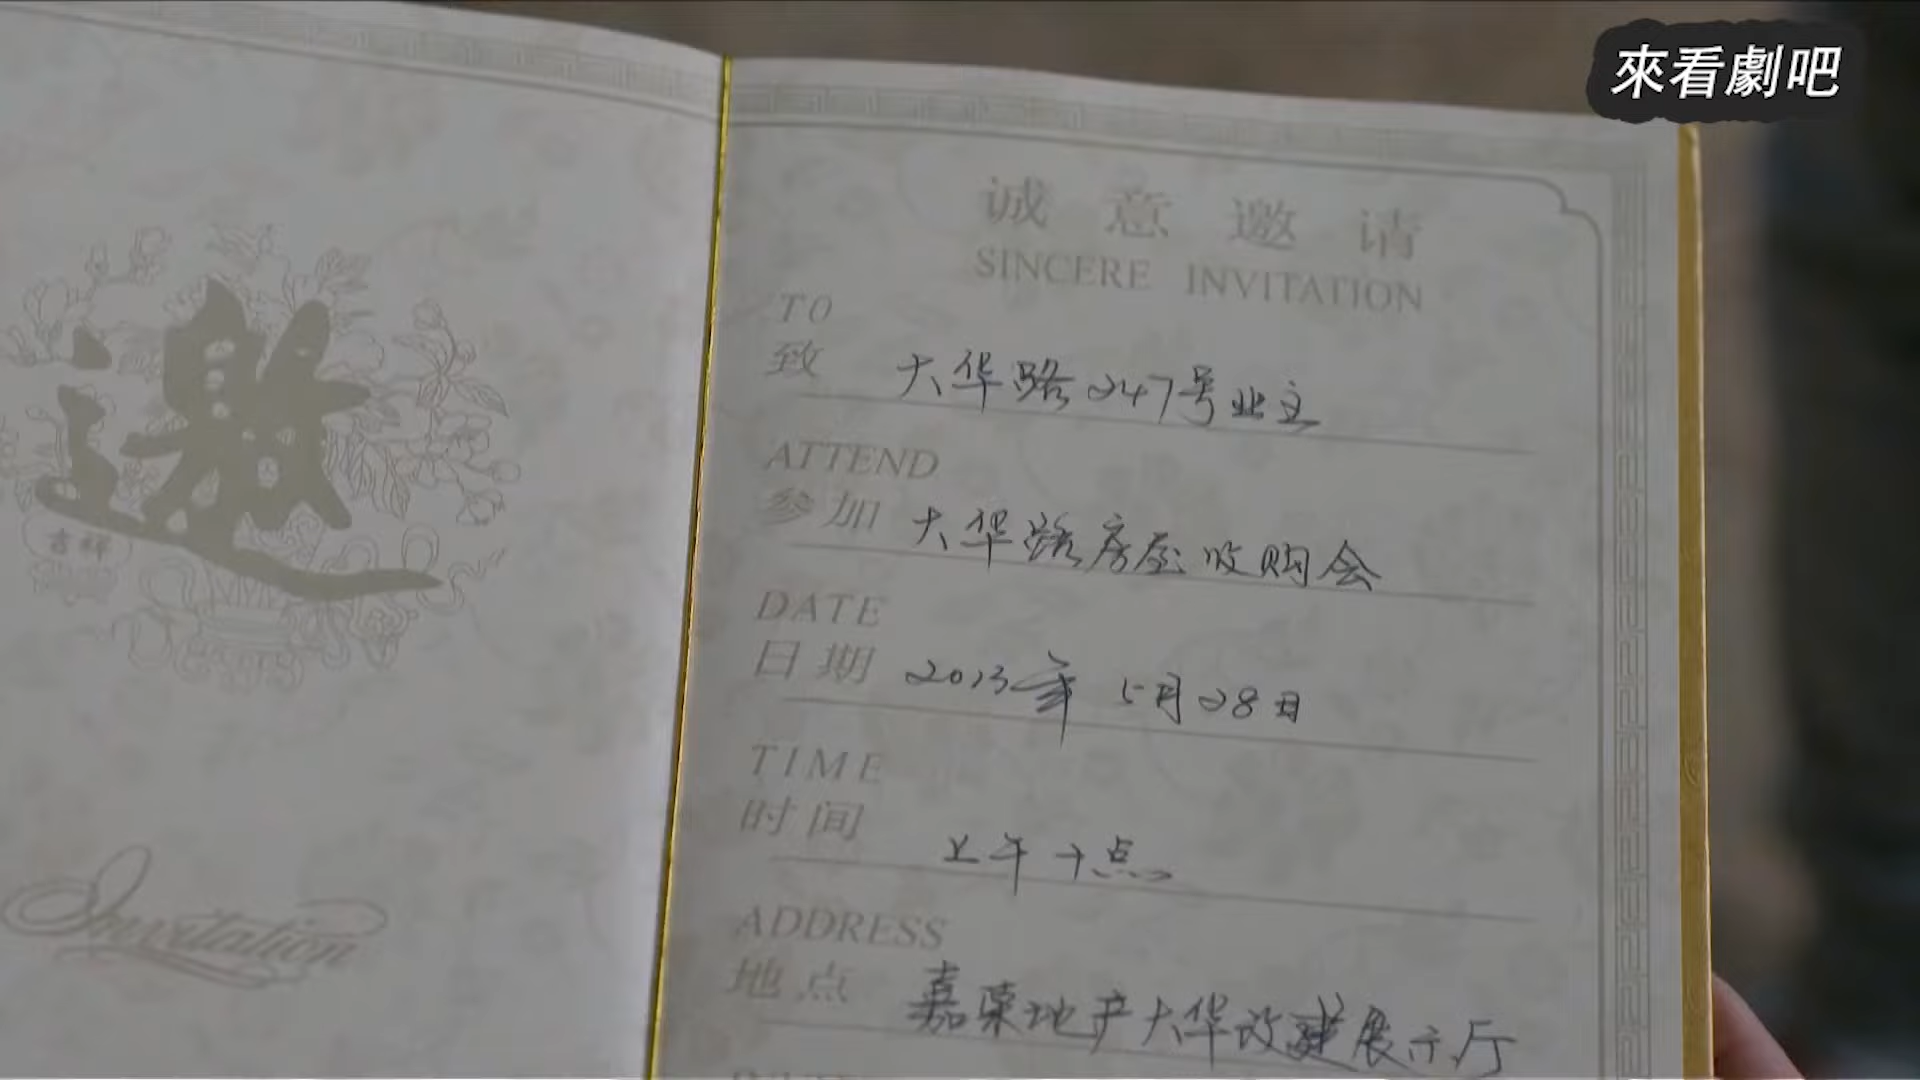 來看劇吧
邀
吉祥
Invitation
诚意邀请
SINCERE INVITATION
TO
致 大华路247号业主
ATTEND
参加 大华路房屋收购会
DATE
日期 2013年 5月28日
TIME
时间 上午十点
ADDRESS
地点 嘉荣地产大华改建展示厅